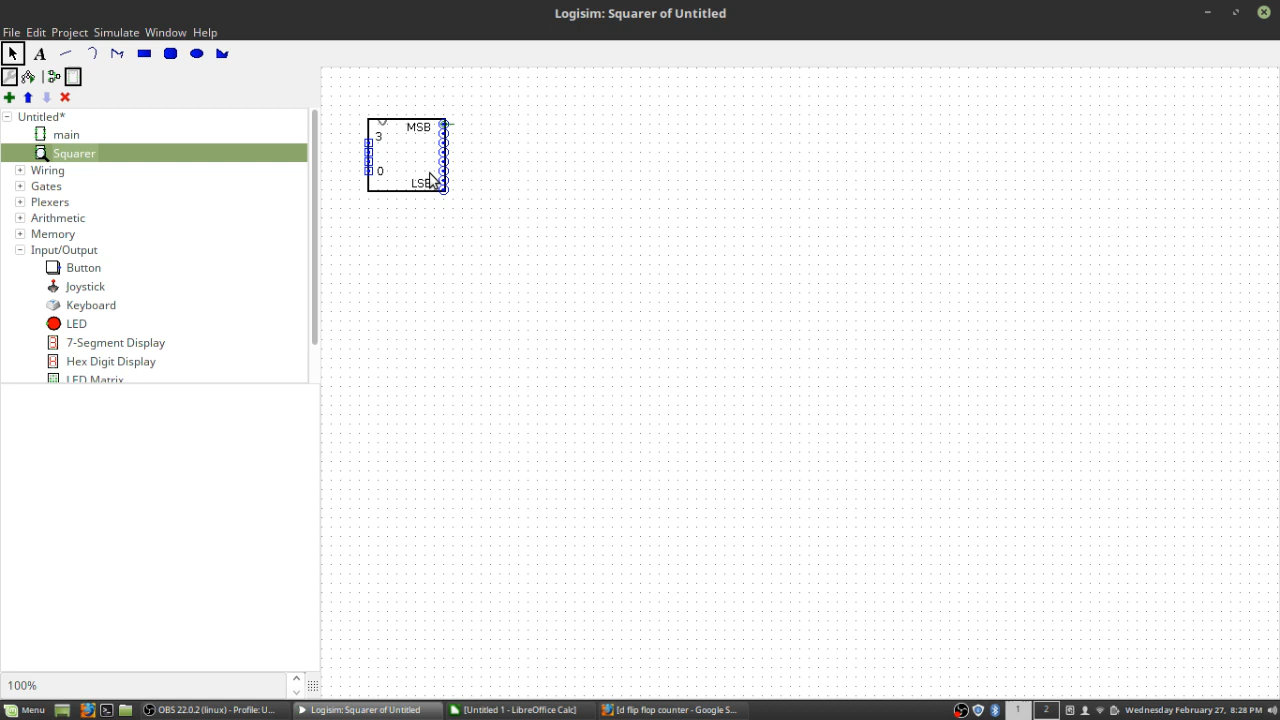 Logisim: Squarer of Untitled
File Edit Project Simulate Window Help
A
Untitled*
main
Squarer
Wiring
Gates
Plexers
Arithmetic
Memory
Input/Output
Button
Joystick
Keyboard
LED
7-Segment Display
Hex Digit Display
LED Matrix
MSB
3
0
LSB
100%
Menu
OBS 22.0.2 (linux) - Profile: U...
Logisim: Squarer of Untitled
[Untitled 1 - LibreOffice Calc]
[d flip flop counter - Google S...
1
2
Wednesday February 27, 8:28 PM